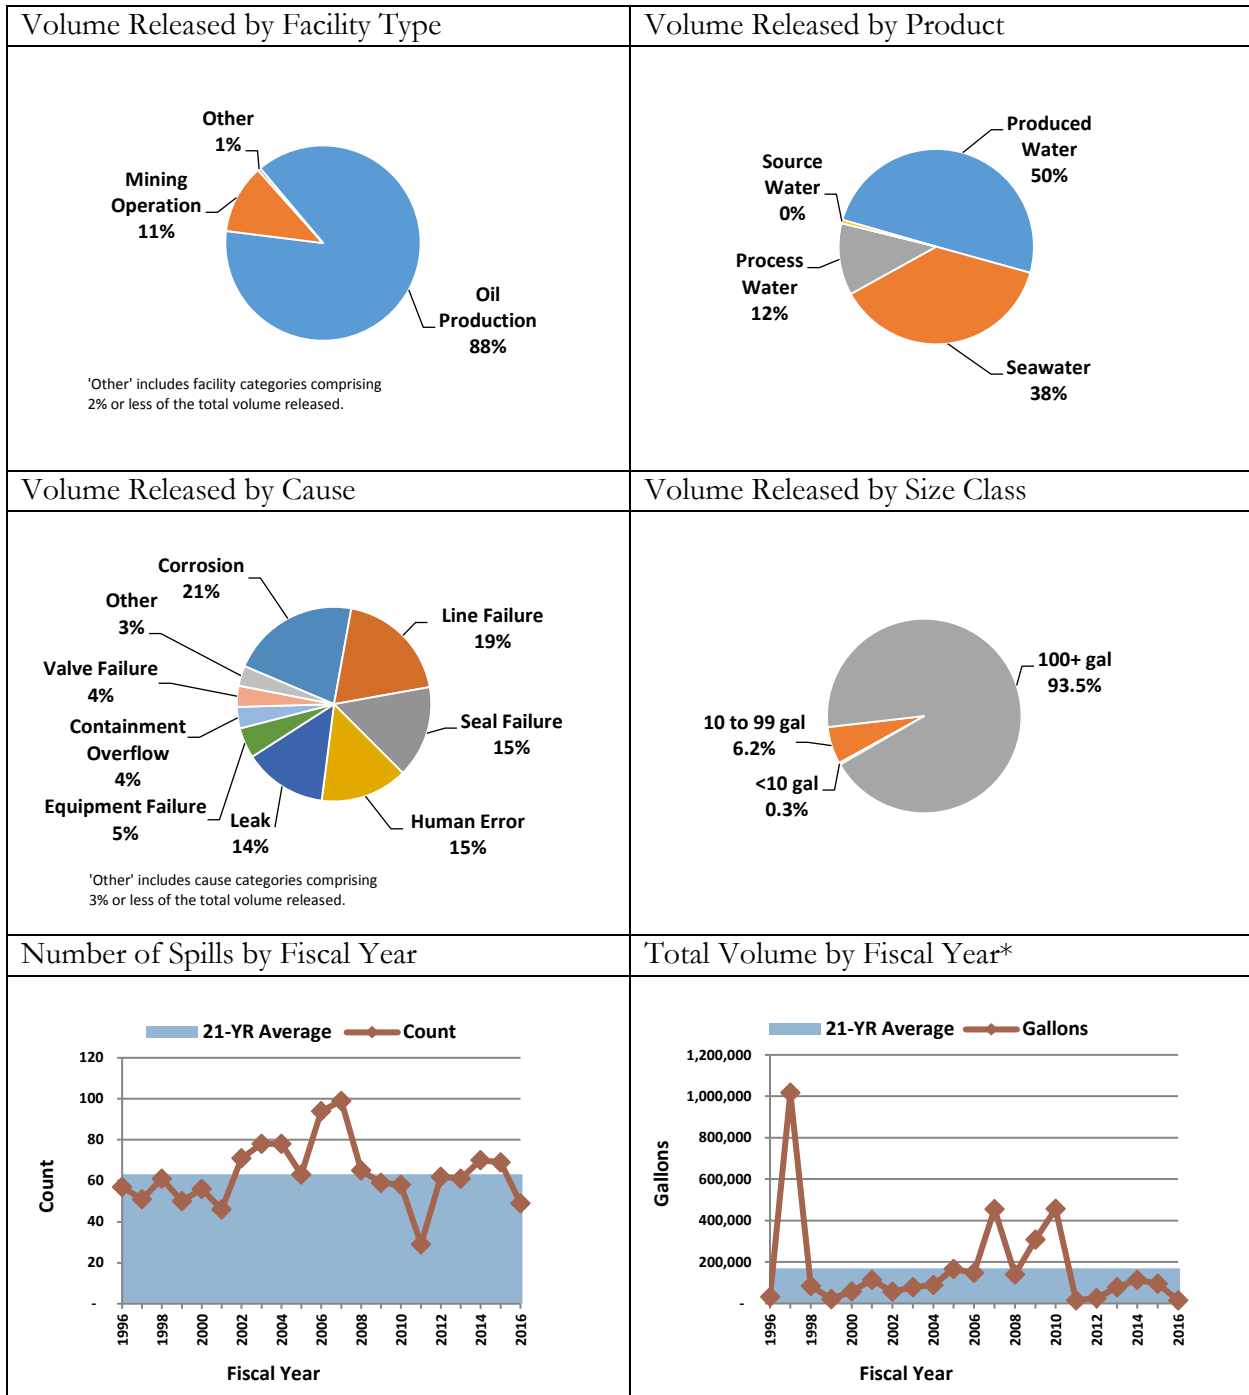 Volume Released by Facility Type
Other
1%
Mining
Operation
11%
Oil
Production
88%
'Other' includes facility categories comprising
2% or less of the total volume released.
Volume Released by Product
Produced
Water
50%
Source
Water
0%
Process
Water
12%
Seawater
38%
Volume Released by Cause
Corrosion
21%
Other
3%
Line Failure
19%
Valve Failure
4%
Seal Failure
15%
Containment
Overflow
4%
Equipment Failure
5%
Leak
14%
Human Error
15%
'Other' includes cause categories comprising
3% or less of the total volume released.
Volume Released by Size Class
100+ gal
93.5%
10 to 99 gal
6.2%
<10 gal
0.3%
Number of Spills by Fiscal Year
21-YR Average
Count
120
100
80
60
40
20
-
Count
1996
1998
2000
2002
2004
2006
2008
2010
2012
2014
2016
Fiscal Year
Total Volume by Fiscal Year*
21-YR Average
Gallons
1,200,000
1,000,000
800,000
600,000
400,000
200,000
-
Gallons
1996
1998
2000
2002
2004
2006
2008
2010
2012
2014
2016
Fiscal Year